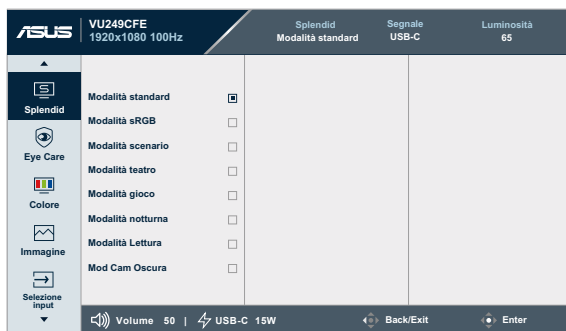 ASUS
VU249CFE
1920x1080 100Hz
Splendid
Modalità standard
Segnale
USB-C
Luminosità
65
Splendid
Eye Care
Colore
Immagine
Selezione
input
Modalità standard
Modalità sRGB
Modalità scenario
Modalità teatro
Modalità gioco
Modalità notturna
Modalità Lettura
Mod Cam Oscura
Volume 50 | USB-C 15W
Back/Exit
Enter